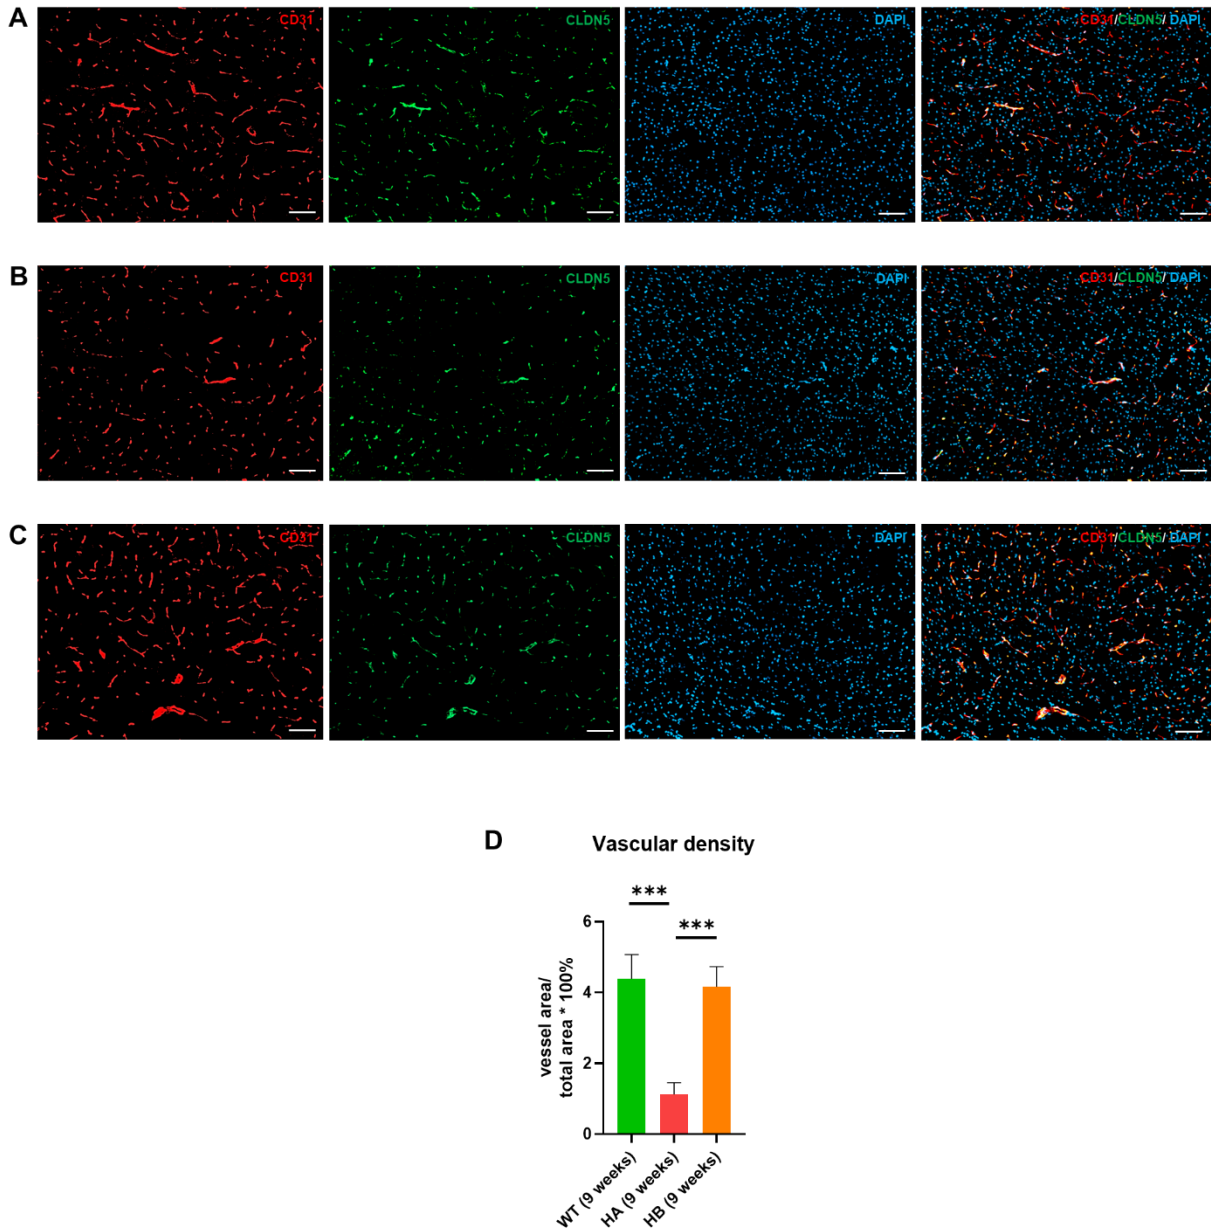 A
CD31
CLDN5
DAPI
CD31/CLDN5/ DAPI
B
CD31
CLDN5
DAPI
CD31/CLDN5/ DAPI
C
CD31
CLDN5
DAPI
CD31/CLDN5/ DAPI
D
Vascular density
***
***
vessel area/
total area * 100%
6
4
2
0
WT (9 weeks)
HA (9 weeks)
HB (9 weeks)